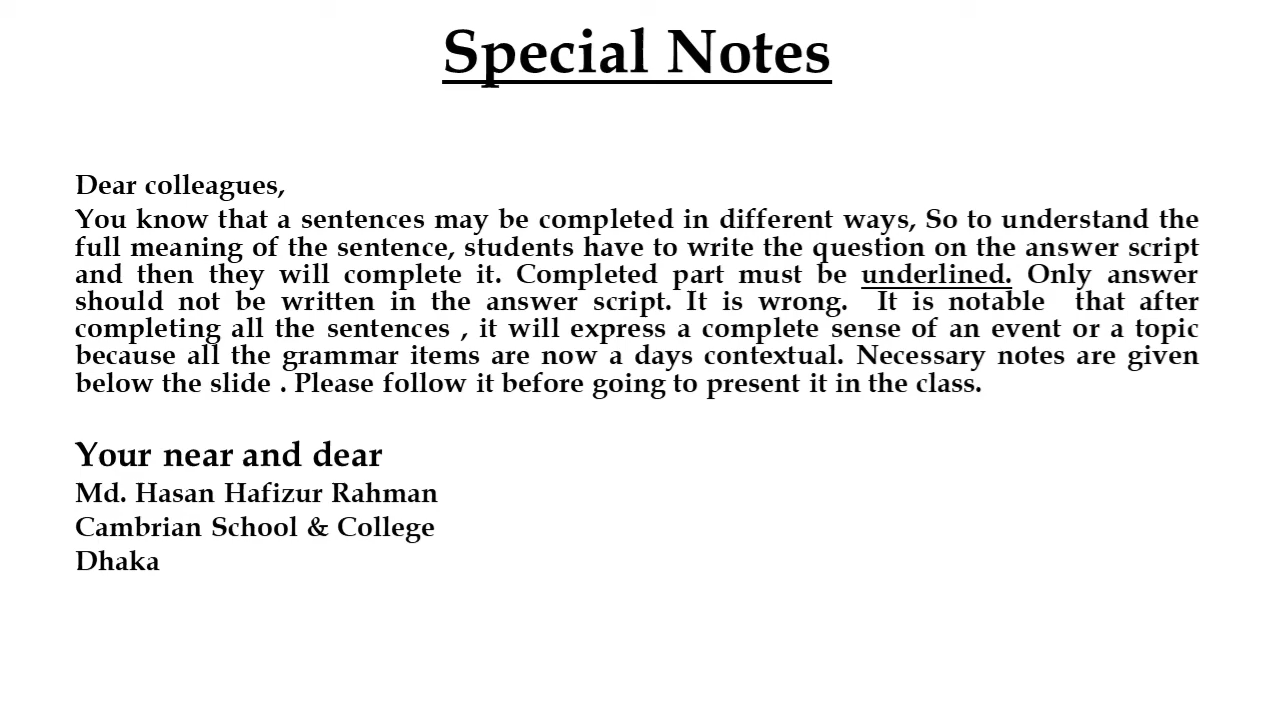 Special Notes
Dear colleagues,
You know that a sentences may be completed in different ways, So to understand the
full meaning of the sentence, students have to write the question on the answer script
and then they will complete it. Completed part must be underlined. Only answer
should not be written in the answer script. It is wrong.  It is notable  that after
completing all the sentences , it will express a complete sense of an event or a topic
because all the grammar items are now a days contextual. Necessary notes are given
below the slide . Please follow it before going to present it in the class.
Your near and dear
Md. Hasan Hafizur Rahman
Cambrian School & College
Dhaka